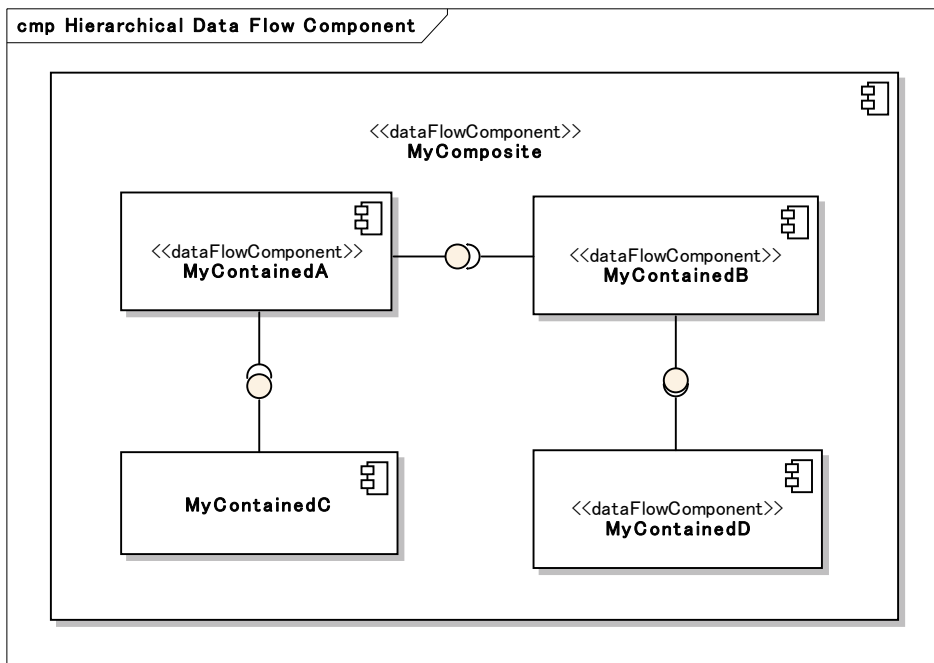 cmp Hierarchical Data Flow Component
<<dataFlowComponent>>
MyComposite
<<dataFlowComponent>>
MyContainedA
<<dataFlowComponent>>
MyContainedB
MyContainedC
<<dataFlowComponent>>
MyContainedD